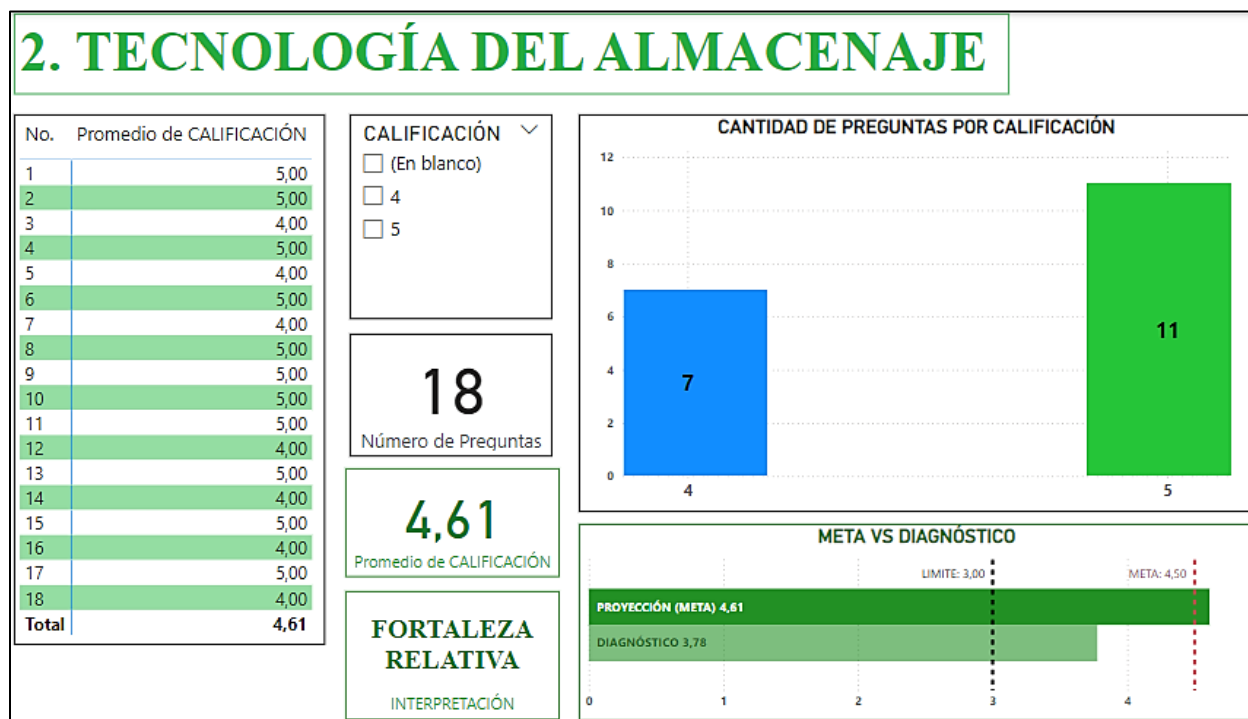 2. TECNOLOGÍA DEL ALMACENAJE
No. Promedio de CALIFICACIÓN
1 5,00
2 5,00
3 4,00
4 5,00
5 4,00
6 5,00
7 4,00
8 5,00
9 5,00
10 5,00
11 5,00
12 4,00
13 5,00
14 4,00
15 5,00
16 4,00
17 5,00
18 4,00
Total 4,61
CALIFICACIÓN
(En blanco)
4
5
18
Número de Preguntas
4,61
Promedio de CALIFICACIÓN
FORTALEZA
RELATIVA
INTERPRETACIÓN
CANTIDAD DE PREGUNTAS POR CALIFICACIÓN
12
10
8
6
4
2
0
7
11
4 5
META VS DIAGNÓSTICO
LIMITE: 3,00 META: 4,50
PROYECCIÓN (META) 4,61
DIAGNÓSTICO 3,78
0 1 2 3 4